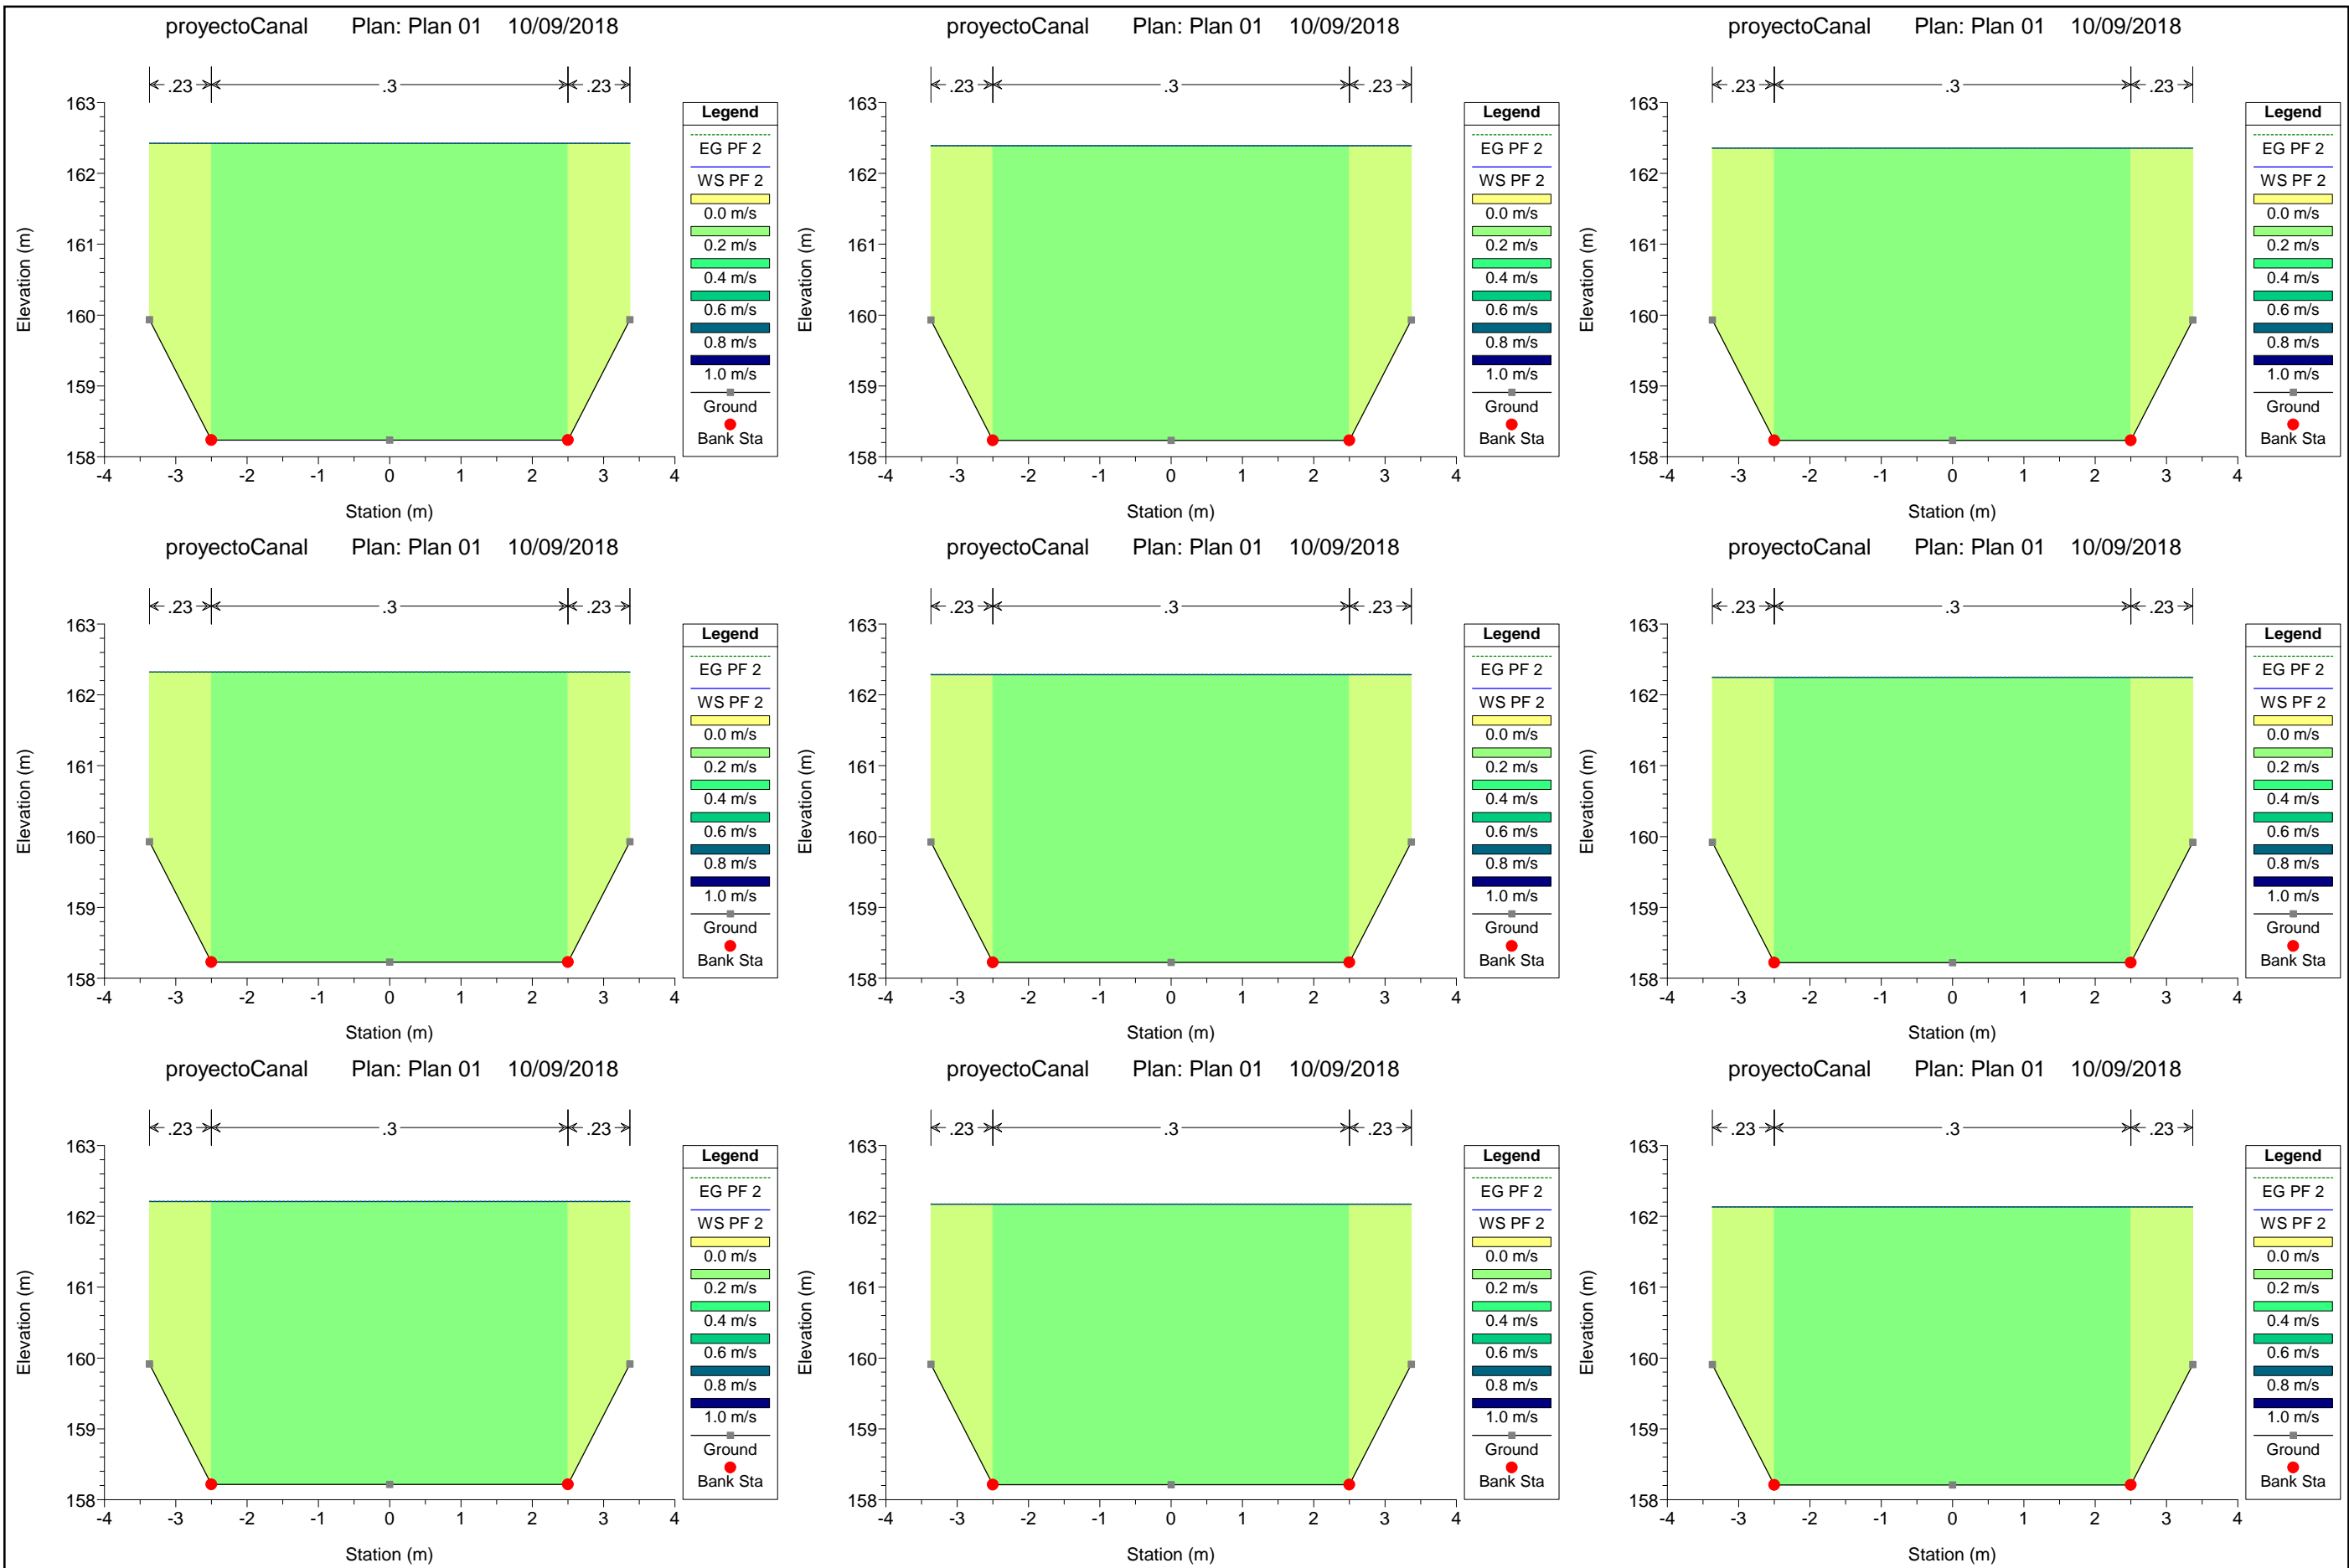 proyectoCanal Plan: Plan 01 10/09/2018
.23 .3 .23
Elevation (m)
163
162
161
160
159
158
-4 -3 -2 -1 0 1 2 3 4
Station (m)
Legend
EG PF 2
WS PF 2
0.0 m/s
0.2 m/s
0.4 m/s
0.6 m/s
0.8 m/s
1.0 m/s
Ground
Bank Sta
proyectoCanal Plan: Plan 01 10/09/2018
.23 .3 .23
Elevation (m)
163
162
161
160
159
158
-4 -3 -2 -1 0 1 2 3 4
Station (m)
Legend
EG PF 2
WS PF 2
0.0 m/s
0.2 m/s
0.4 m/s
0.6 m/s
0.8 m/s
1.0 m/s
Ground
Bank Sta
proyectoCanal Plan: Plan 01 10/09/2018
.23 .3 .23
Elevation (m)
163
162
161
160
159
158
-4 -3 -2 -1 0 1 2 3 4
Station (m)
Legend
EG PF 2
WS PF 2
0.0 m/s
0.2 m/s
0.4 m/s
0.6 m/s
0.8 m/s
1.0 m/s
Ground
Bank Sta
proyectoCanal Plan: Plan 01 10/09/2018
.23 .3 .23
Elevation (m)
163
162
161
160
159
158
-4 -3 -2 -1 0 1 2 3 4
Station (m)
Legend
EG PF 2
WS PF 2
0.0 m/s
0.2 m/s
0.4 m/s
0.6 m/s
0.8 m/s
1.0 m/s
Ground
Bank Sta
proyectoCanal Plan: Plan 01 10/09/2018
.23 .3 .23
Elevation (m)
163
162
161
160
159
158
-4 -3 -2 -1 0 1 2 3 4
Station (m)
Legend
EG PF 2
WS PF 2
0.0 m/s
0.2 m/s
0.4 m/s
0.6 m/s
0.8 m/s
1.0 m/s
Ground
Bank Sta
proyectoCanal Plan: Plan 01 10/09/2018
.23 .3 .23
Elevation (m)
163
162
161
160
159
158
-4 -3 -2 -1 0 1 2 3 4
Station (m)
Legend
EG PF 2
WS PF 2
0.0 m/s
0.2 m/s
0.4 m/s
0.6 m/s
0.8 m/s
1.0 m/s
Ground
Bank Sta
proyectoCanal Plan: Plan 01 10/09/2018
.23 .3 .23
Elevation (m)
163
162
161
160
159
158
-4 -3 -2 -1 0 1 2 3 4
Station (m)
Legend
EG PF 2
WS PF 2
0.0 m/s
0.2 m/s
0.4 m/s
0.6 m/s
0.8 m/s
1.0 m/s
Ground
Bank Sta
proyectoCanal Plan: Plan 01 10/09/2018
.23 .3 .23
Elevation (m)
163
162
161
160
159
158
-4 -3 -2 -1 0 1 2 3 4
Station (m)
Legend
EG PF 2
WS PF 2
0.0 m/s
0.2 m/s
0.4 m/s
0.6 m/s
0.8 m/s
1.0 m/s
Ground
Bank Sta
proyectoCanal Plan: Plan 01 10/09/2018
.23 .3 .23
Elevation (m)
163
162
161
160
159
158
-4 -3 -2 -1 0 1 2 3 4
Station (m)
Legend
EG PF 2
WS PF 2
0.0 m/s
0.2 m/s
0.4 m/s
0.6 m/s
0.8 m/s
1.0 m/s
Ground
Bank Sta